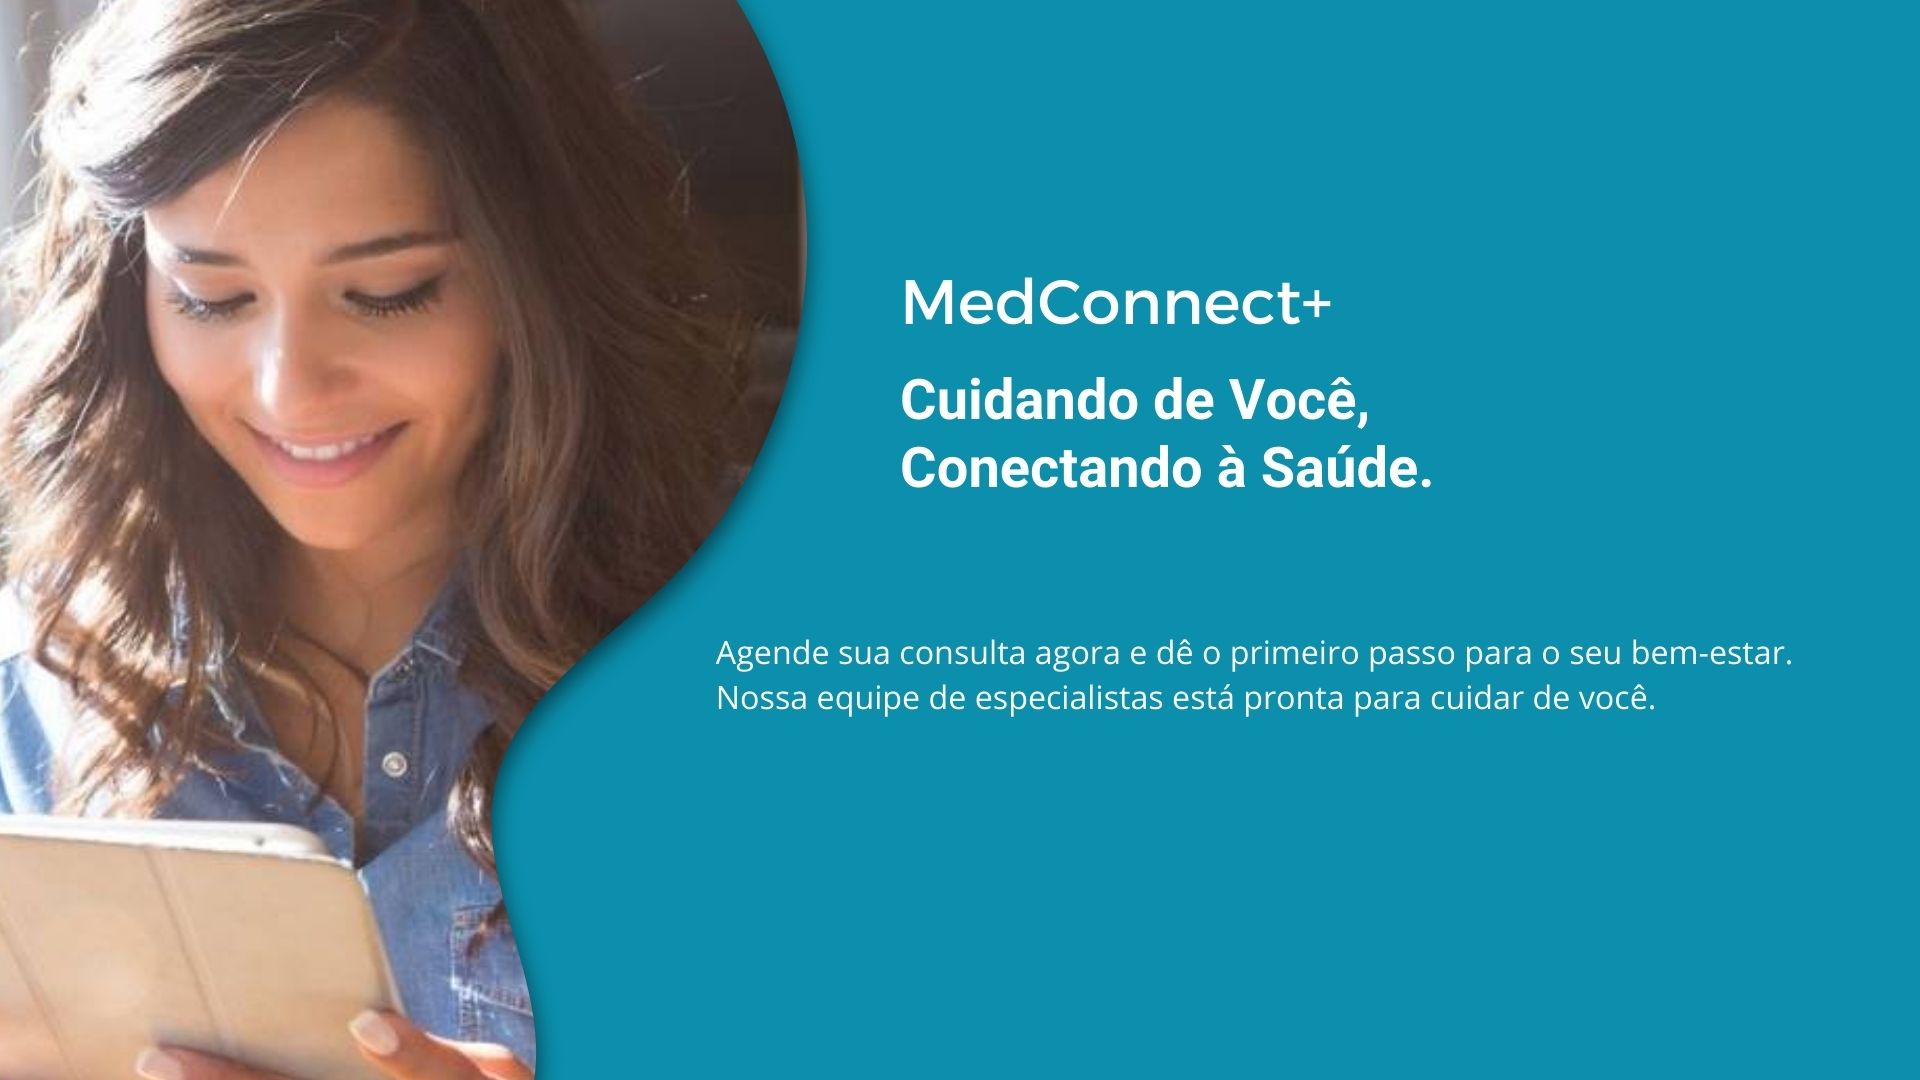 MedConnect+
Cuidando de Você,
Conectando à Saúde.
Agende sua consulta agora e dê o primeiro passo para o seu bem-estar.
Nossa equipe de especialistas está pronta para cuidar de você.